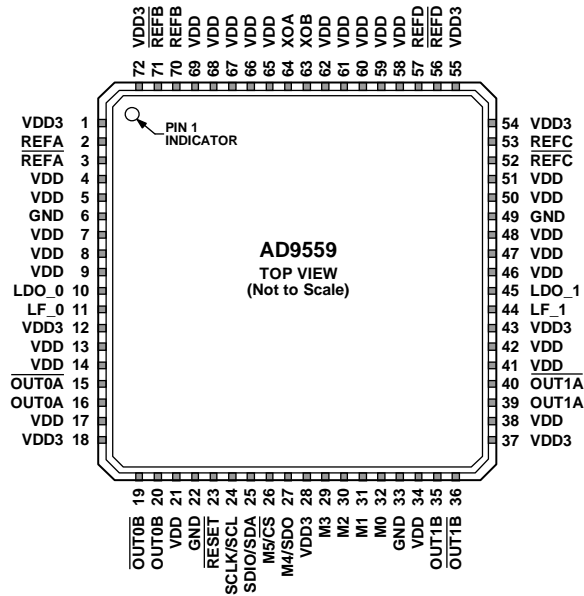 72 VDD3
71 REFB
70 REFB
69 VDD
68 VDD
67 VDD
66 VDD
65 VDD
64 XOA
63 XOB
62 VDD
61 VDD
60 VDD
59 VDD
58 VDD
57 REFD
56 REFD
55 VDD3
VDD3 1
REFA 2
REFA 3
VDD 4
VDD 5
GND 6
VDD 7
VDD 8
VDD 9
LDO_0 10
LF_0 11
VDD3 12
VDD 13
VDD 14
OUT0A 15
OUT0A 16
VDD 17
VDD3 18
PIN 1
INDICATOR
AD9559
TOP VIEW
(Not to Scale)
54 VDD3
53 REFC
52 REFC
51 VDD
50 VDD
49 GND
48 VDD
47 VDD
46 VDD
45 LDO_1
44 LF_1
43 VDD3
42 VDD
41 VDD
40 OUT1A
39 OUT1A
38 VDD
37 VDD3
OUT0B 19
OUT0B 20
VDD 21
GND 22
RESET 23
SCLK/SCL 24
SDIO/SDA 25
M5/CS 26
M4/SDO 27
VDD3 28
M3 29
M2 30
M1 31
M0 32
GND 33
VDD 34
OUT1B 35
OUT1B 36